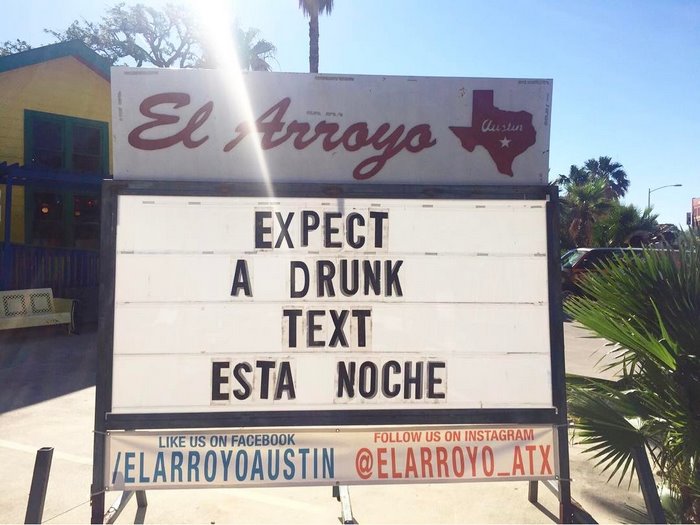 El Arroyo
Austin
EXPECT
A DRUNK
TEXT
ESTA NOCHE
LIKE US ON FACEBOOK
/ELARROYOAUSTIN
FOLLOW US ON INSTAGRAM
@ELARROYO_ATX